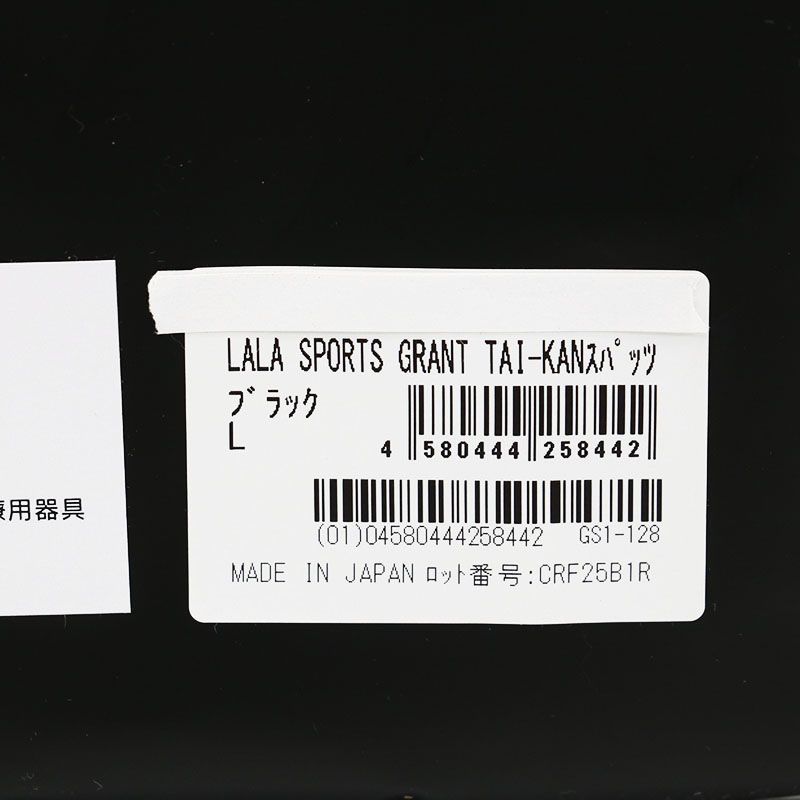 LALA SPORTS GRANT TAI-KANｽﾊﾟｯﾂ
ﾌﾞﾗｯｸ
L
4 580444 258442
(01)04580444258442 GS1-128
療用器具
MADE IN JAPAN ﾛｯﾄ番号:CRF25B1R